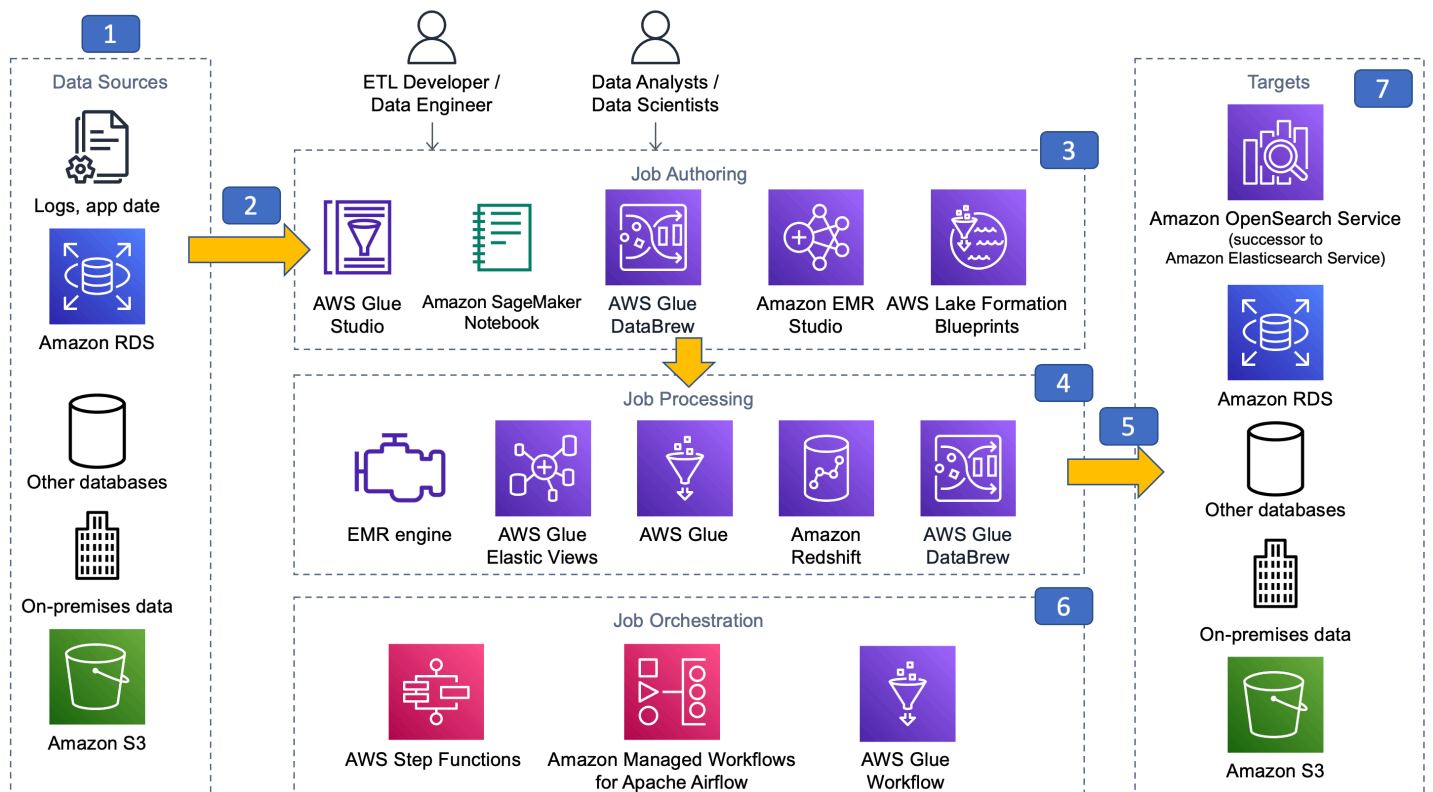 1
Data Sources
Logs, app date
Amazon RDS
Other databases
On-premises data
Amazon S3
2
ETL Developer /
Data Engineer
Data Analysts /
Data Scientists
3
Job Authoring
AWS Glue
Studio
Amazon SageMaker
Notebook
AWS Glue
DataBrew
Amazon EMR
Studio
AWS Lake Formation
Blueprints
4
Job Processing
EMR engine
AWS Glue
Elastic Views
AWS Glue
Amazon
Redshift
AWS Glue
DataBrew
5
6
Job Orchestration
AWS Step Functions
Amazon Managed Workflows
for Apache Airflow
AWS Glue
Workflow
7
Targets
Amazon OpenSearch Service
(successor to
Amazon Elasticsearch Service)
Amazon RDS
Other databases
On-premises data
Amazon S3